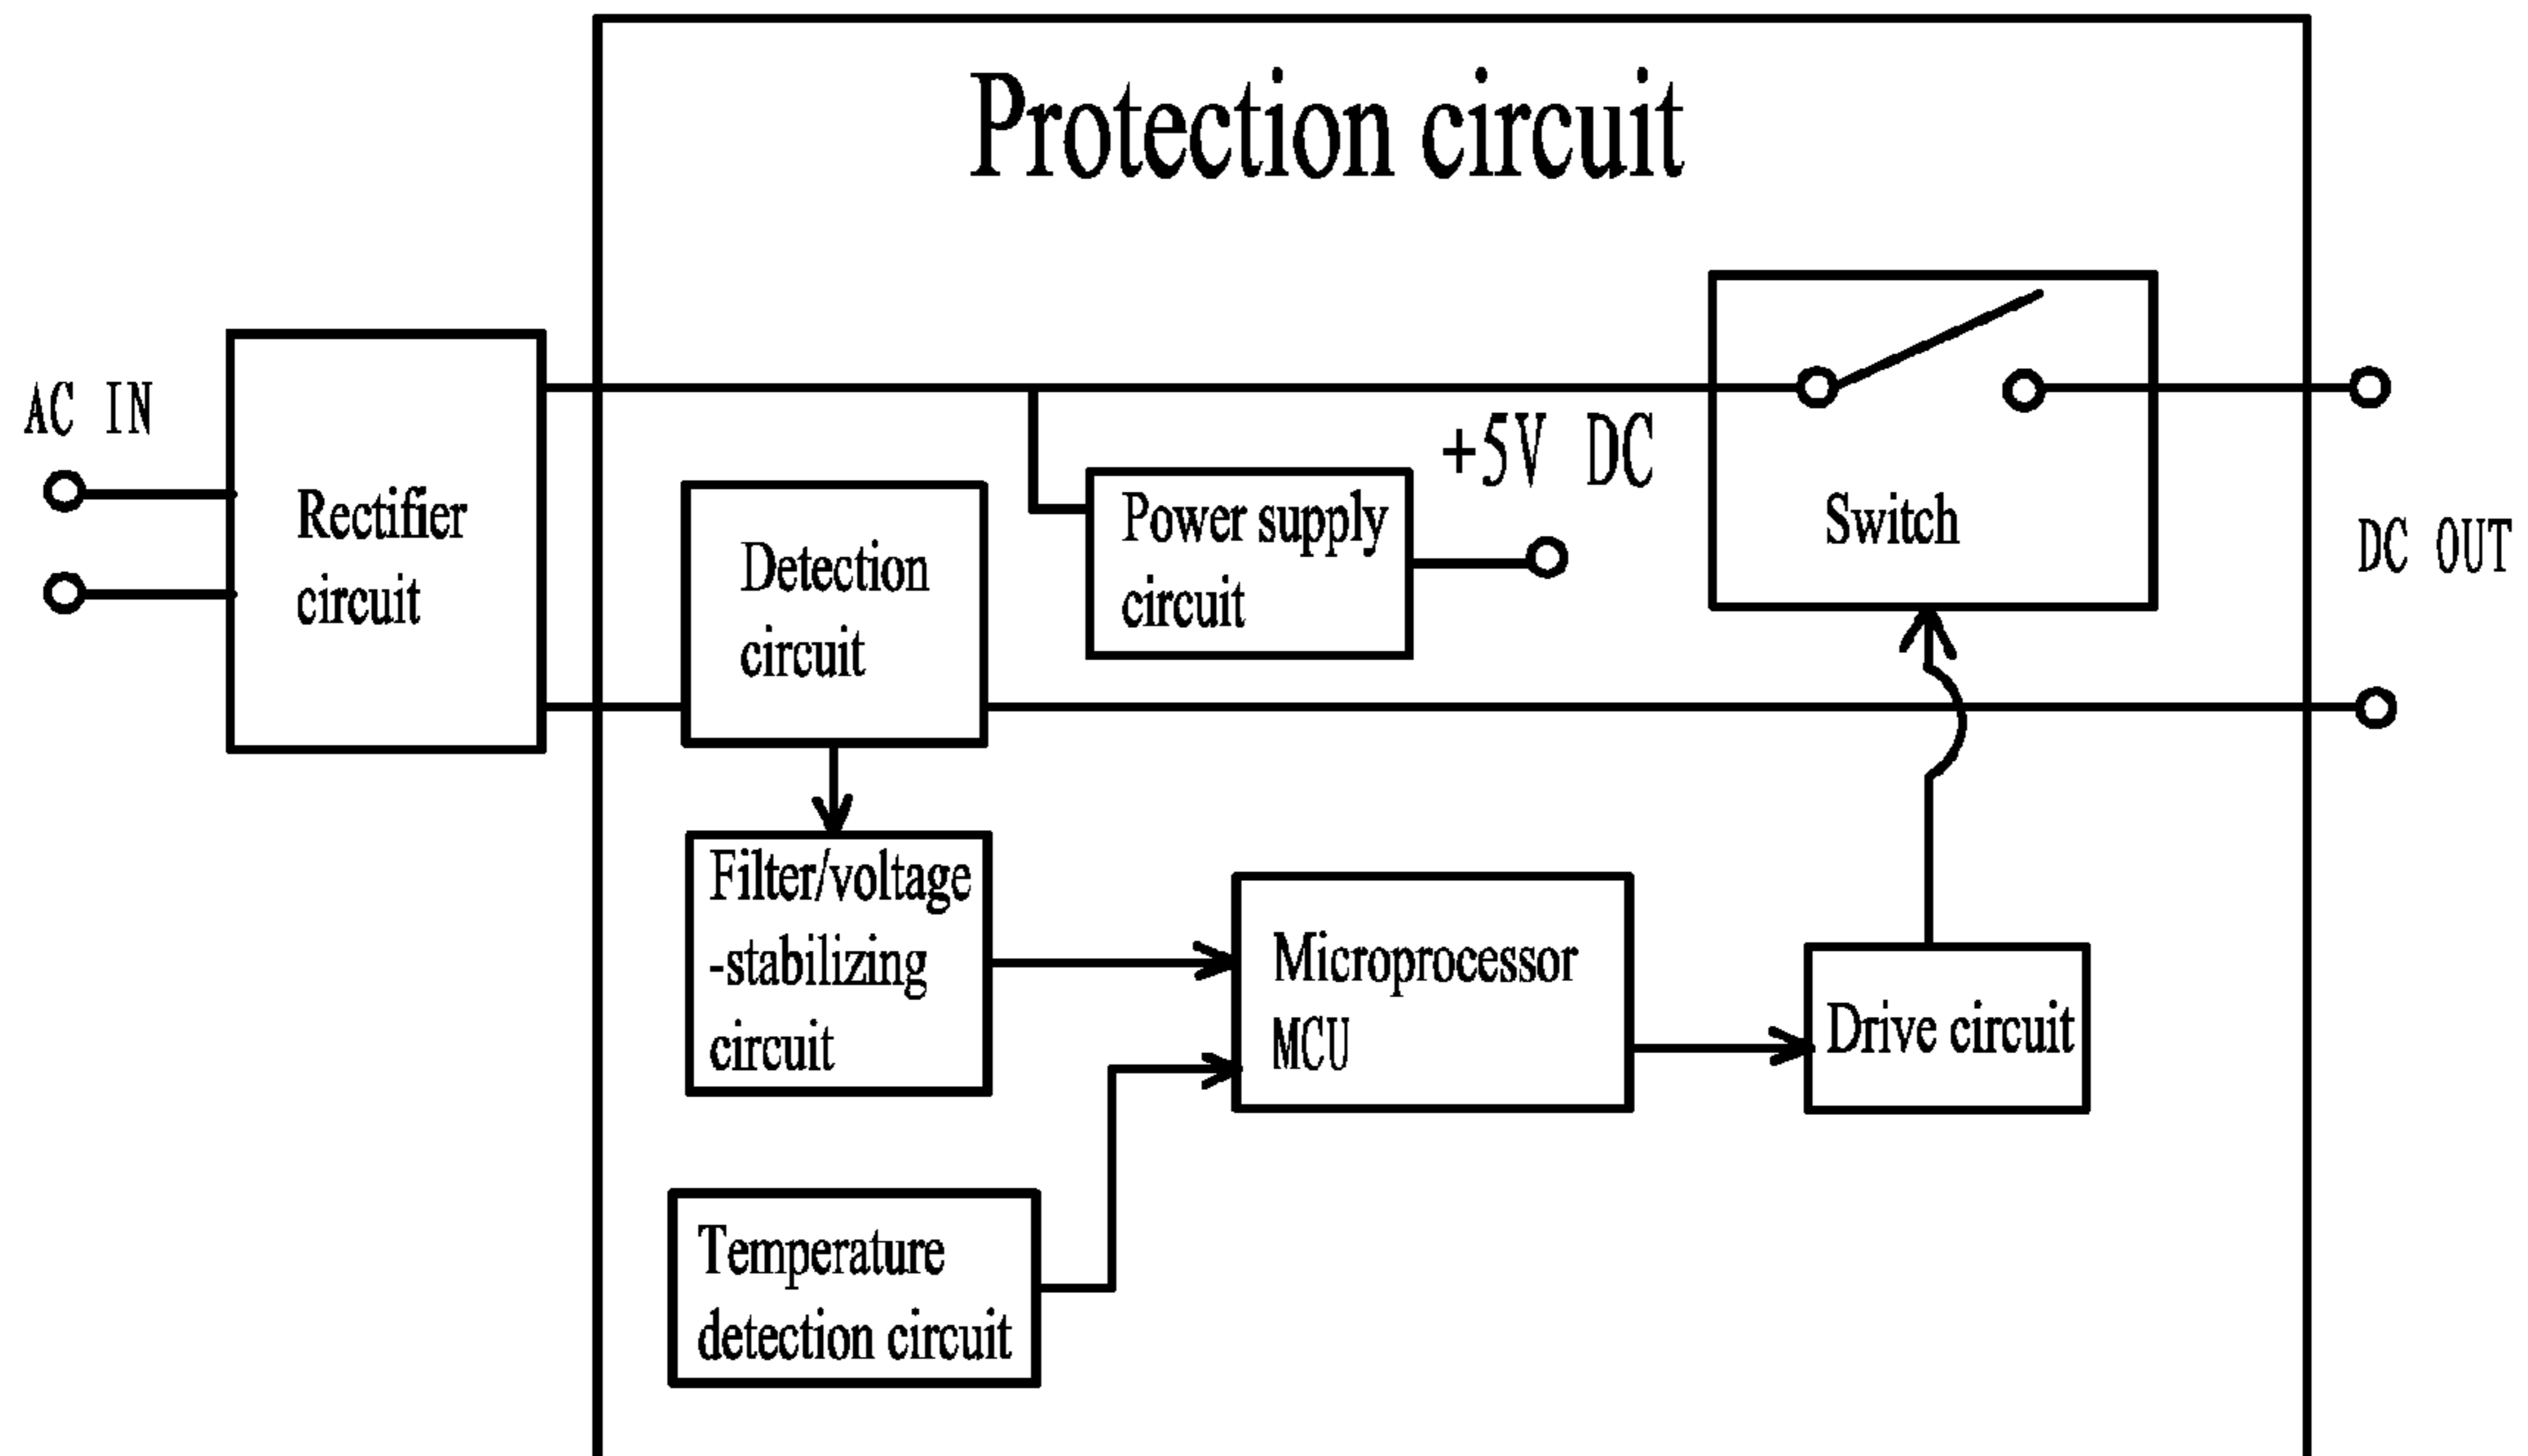 Protection circuit
AC IN
Rectifier
circuit
Detection
circuit
Power supply
circuit
+5V DC
Switch
DC OUT
Filter/voltage
-stabilizing
circuit
Microprocessor
MCU
Drive circuit
Temperature
detection circuit